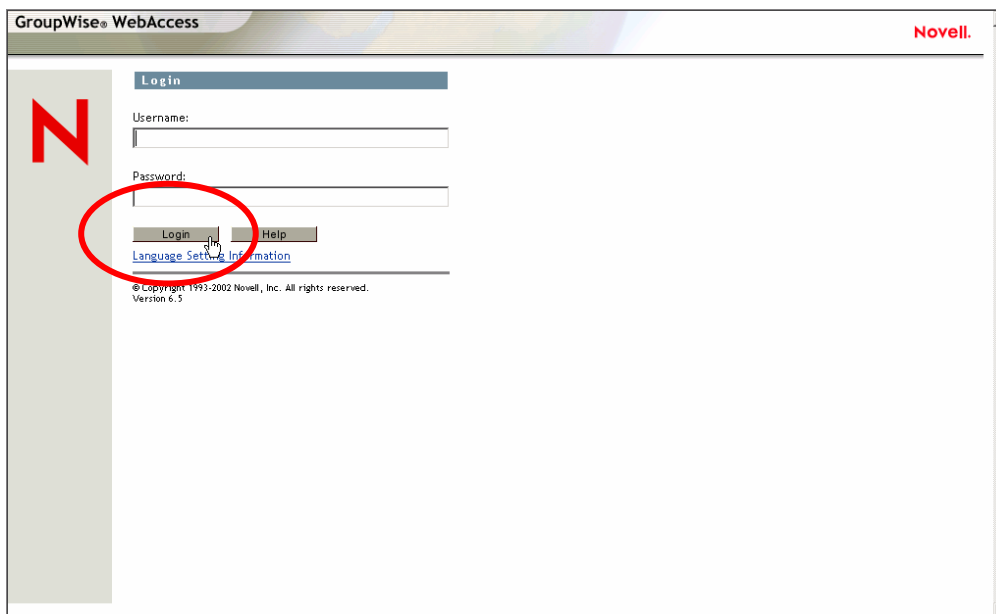 GroupWise® WebAccess
Novell.
N
Login
Username:
Password:
Login Help
Language Setting Information
© Copyright 1993-2002 Novell, Inc. All rights reserved.
Version 6.5